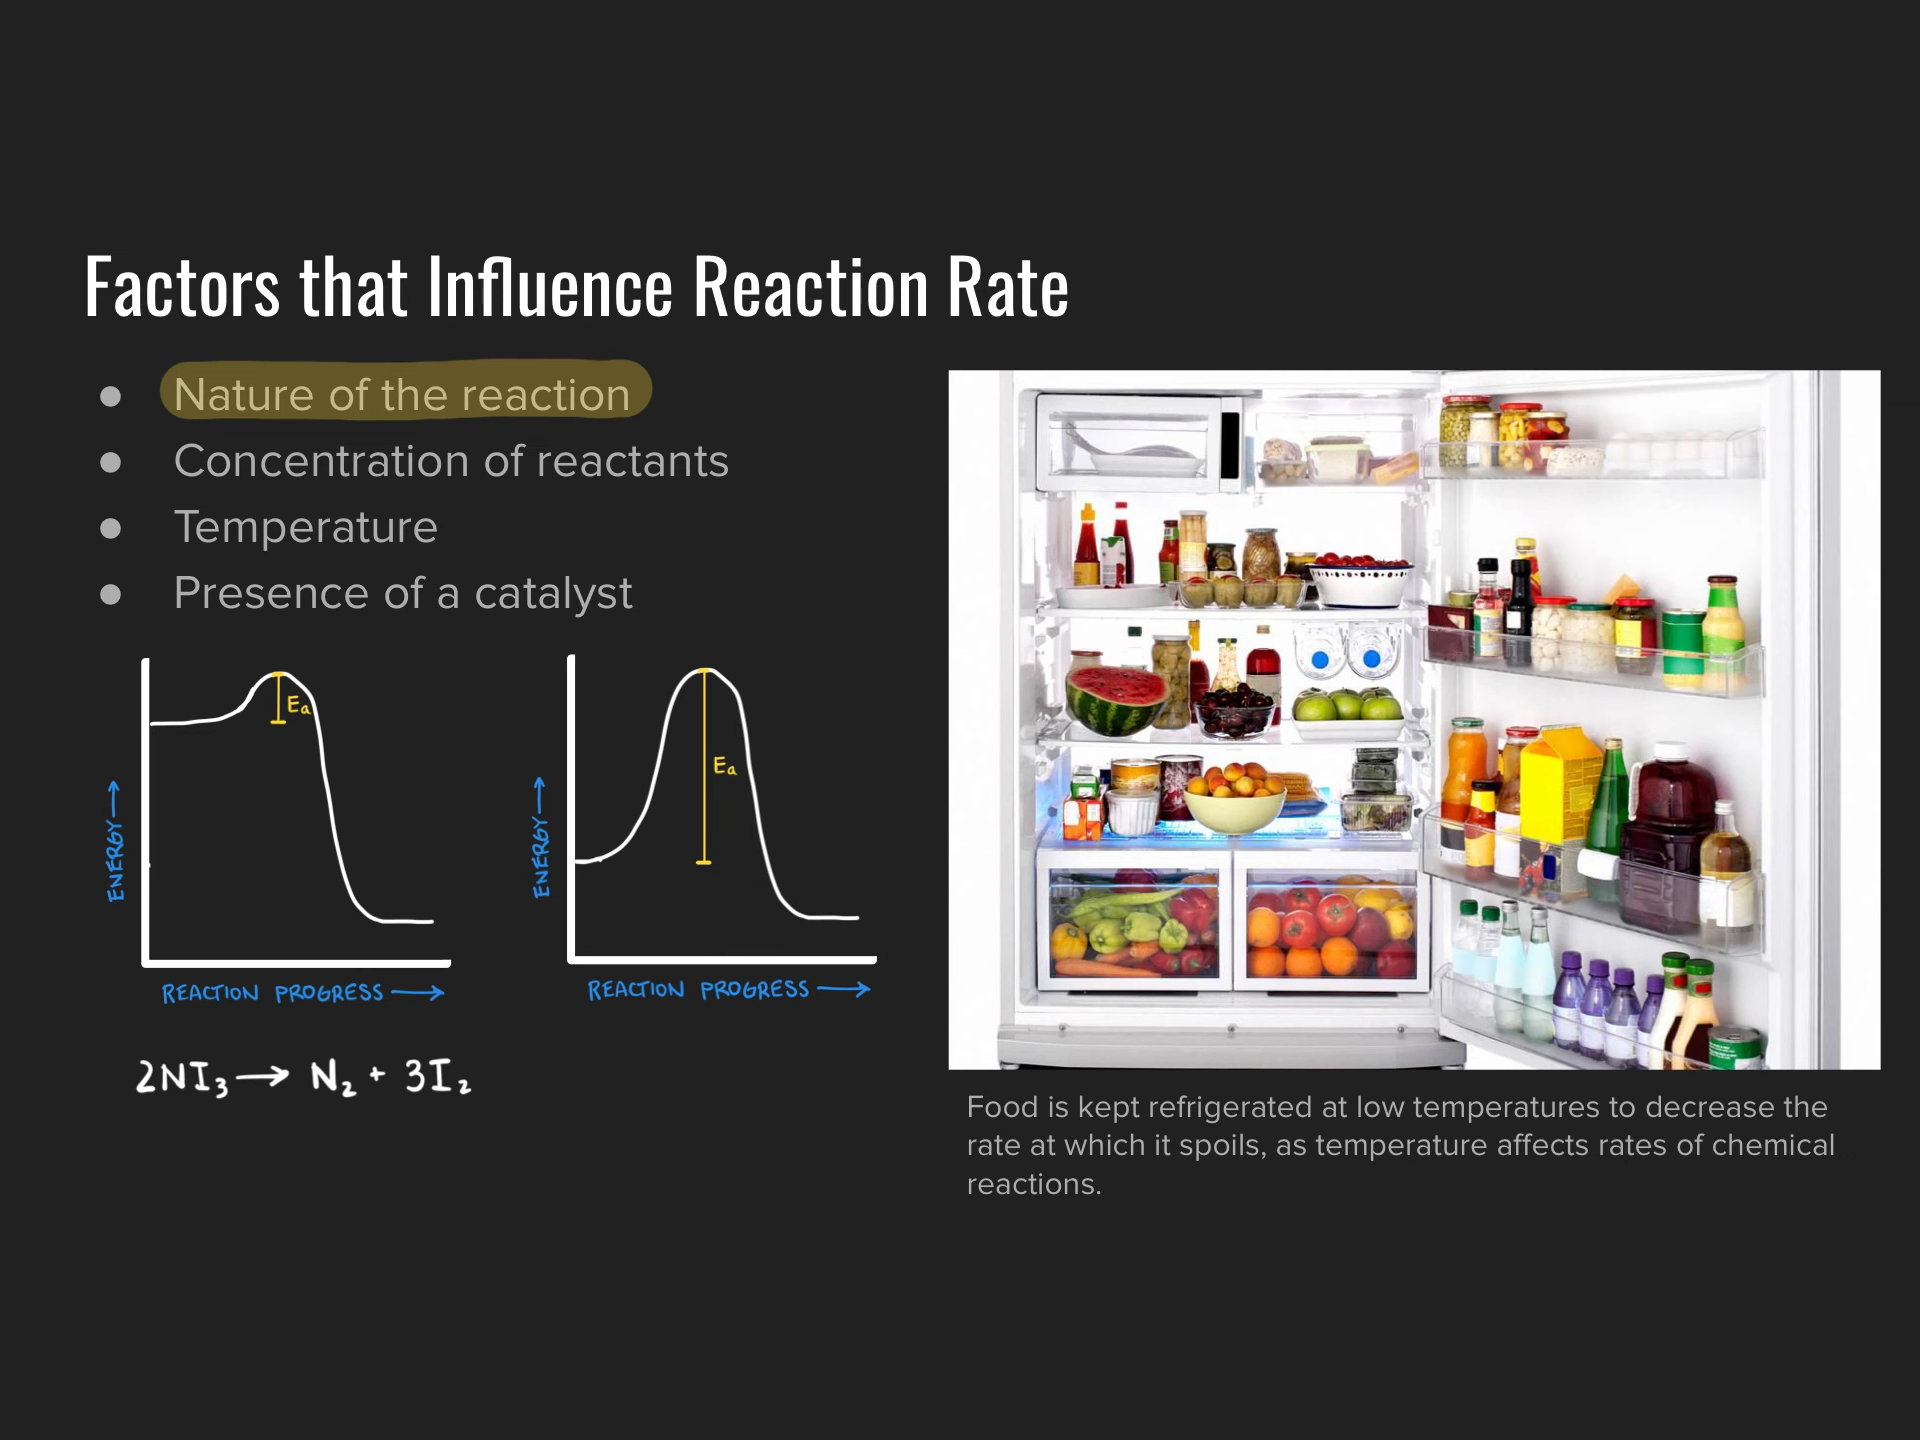 Factors that Influence Reaction Rate
● Nature of the reaction
● Concentration of reactants
● Temperature
● Presence of a catalyst
Ea
ENERGY→
REACTION PROGRESS→
Ea
ENERGY→
REACTION PROGRESS→
2NI₃→ N₂ + 3I₂
Food is kept refrigerated at low temperatures to decrease the
rate at which it spoils, as temperature affects rates of chemical
reactions.